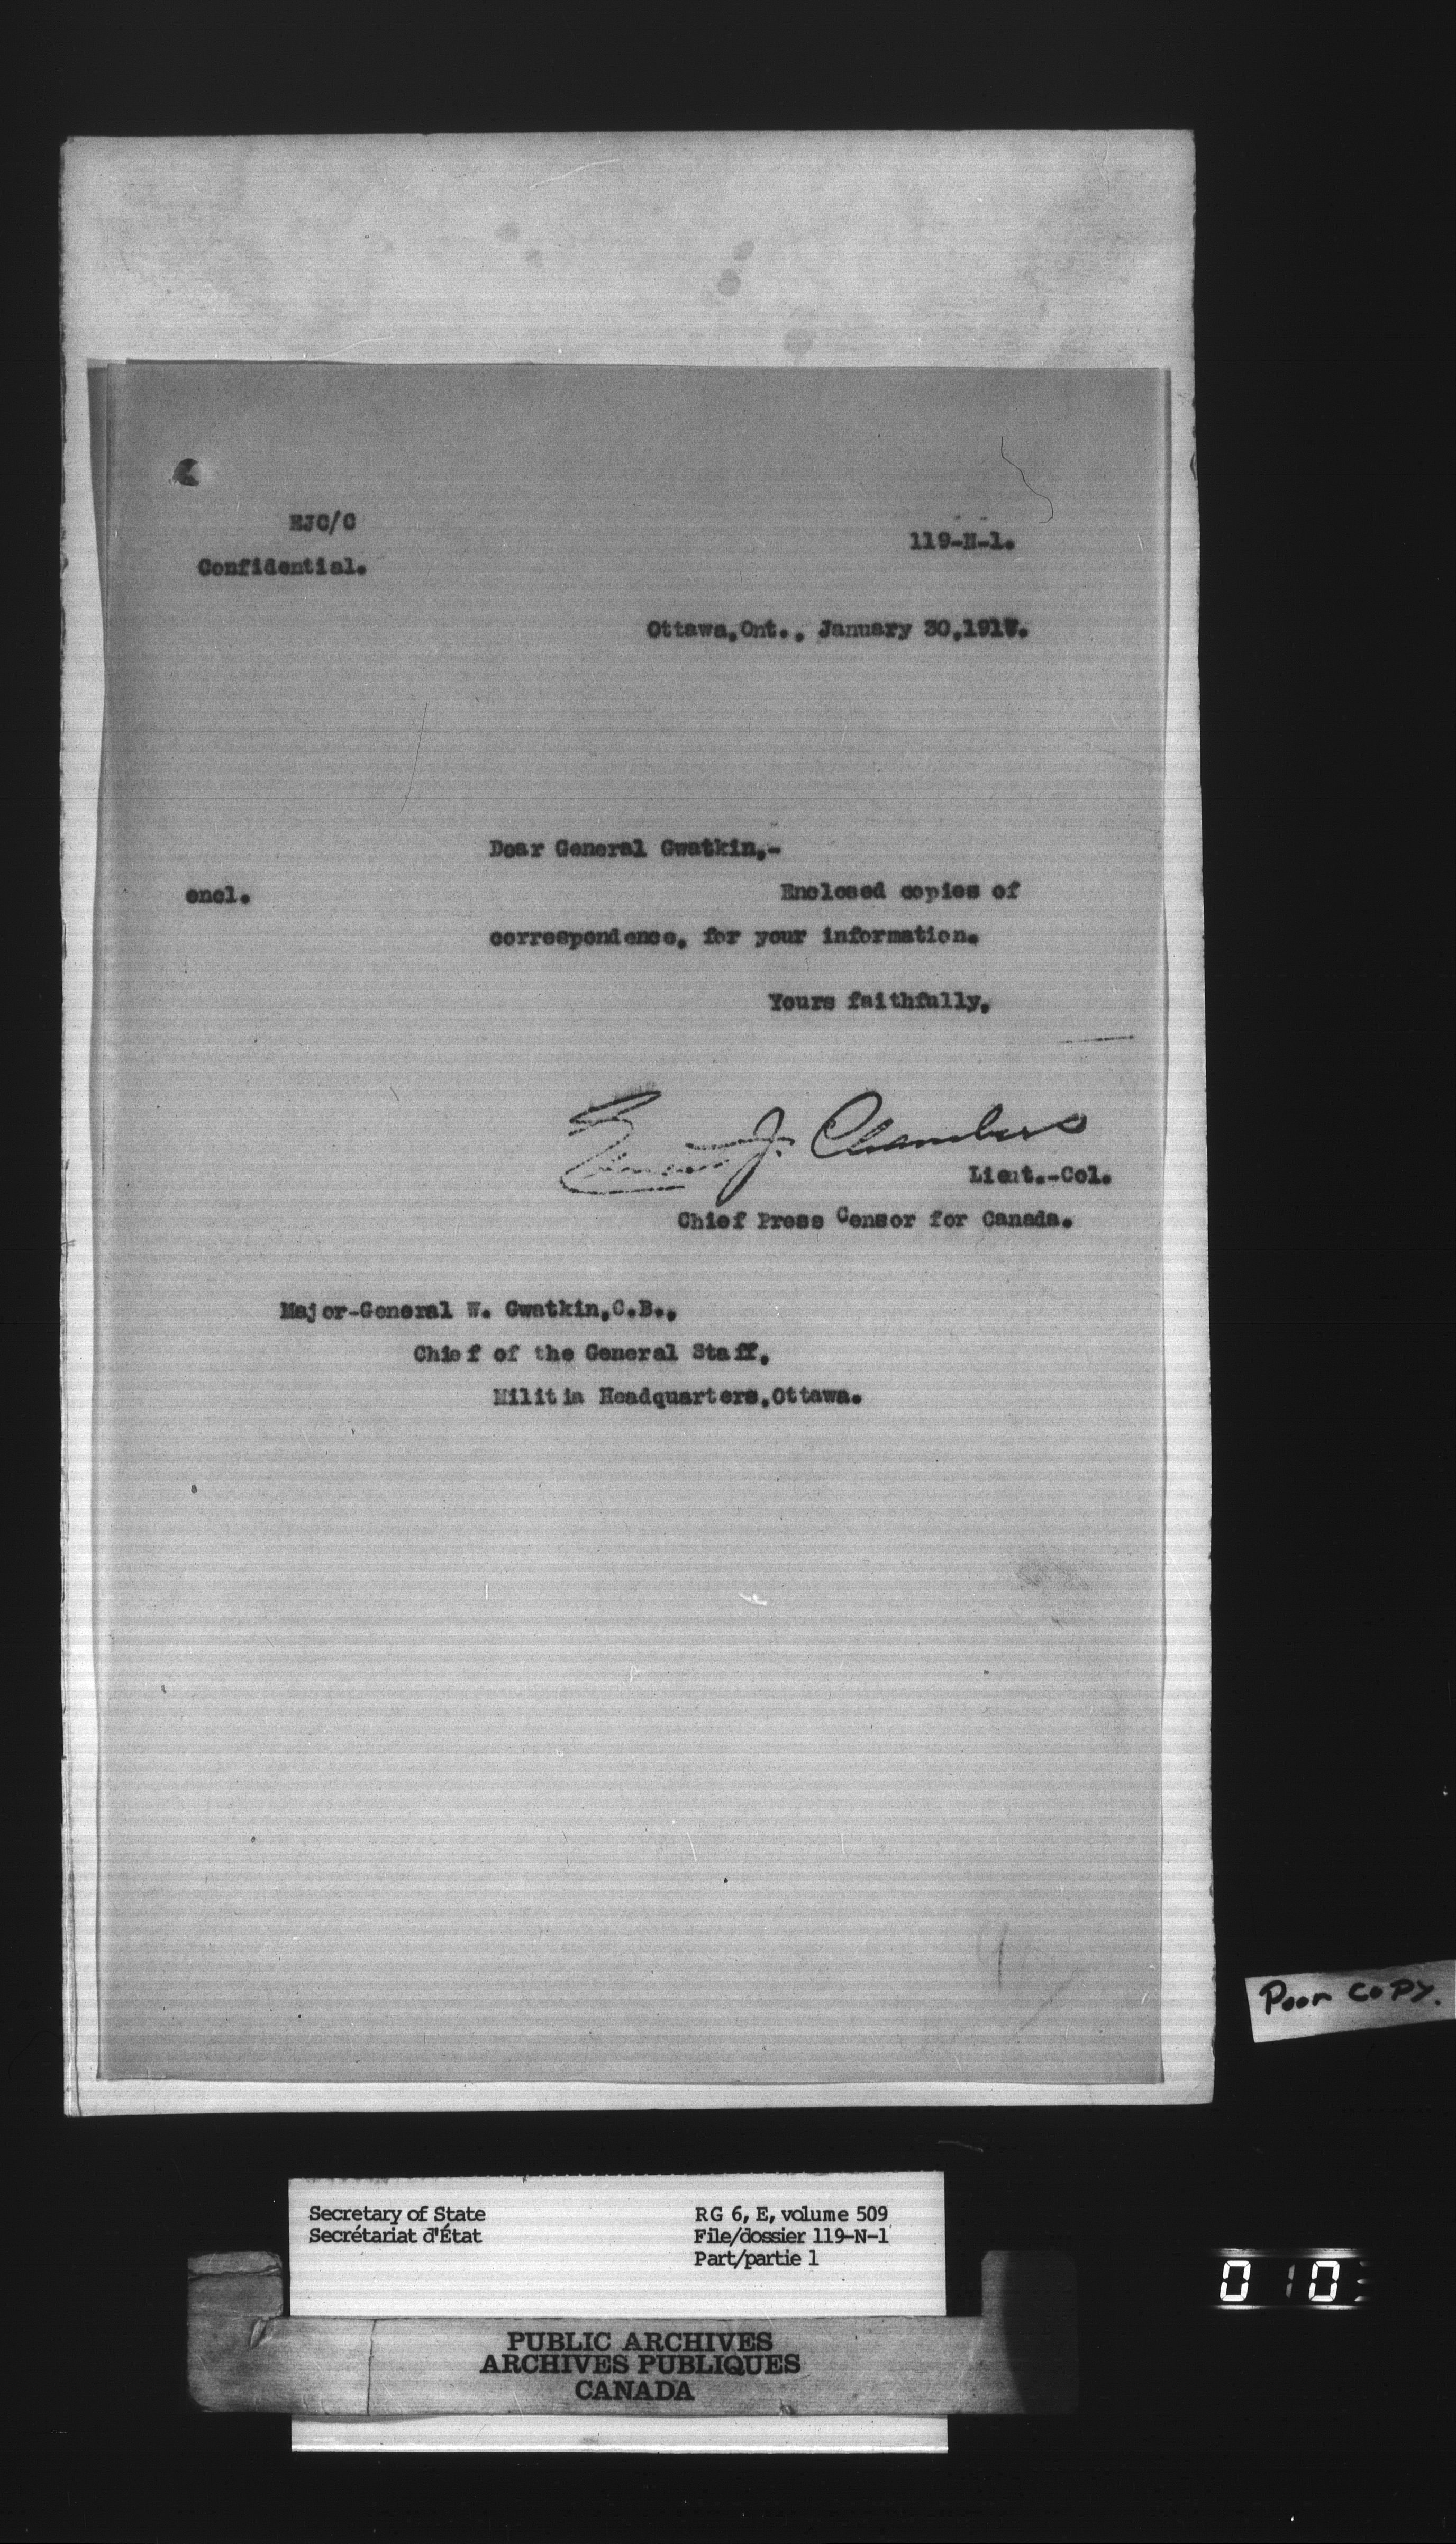 EJC/C
119-N-1.
Confidential.
Ottawa,Ont., January 30,1917.
Dear General Gwatkin,-
encl.
Enclosed copies of
correspondence, for your information.
Yours faithfully,
Ernest J. Chambers
Lieut.-Col.
Chief Press Censor for Canada.
Major-General W. Gwatkin,C.B.,
Chief of the General Staff,
Militia Headquarters,Ottawa.
Poor copy.
Secretary of State
Secrétariat d'État
RG 6, E, volume 509
File/dossier 119-N-1
Part/partie 1
PUBLIC ARCHIVES
ARCHIVES PUBLIQUES
CANADA
010